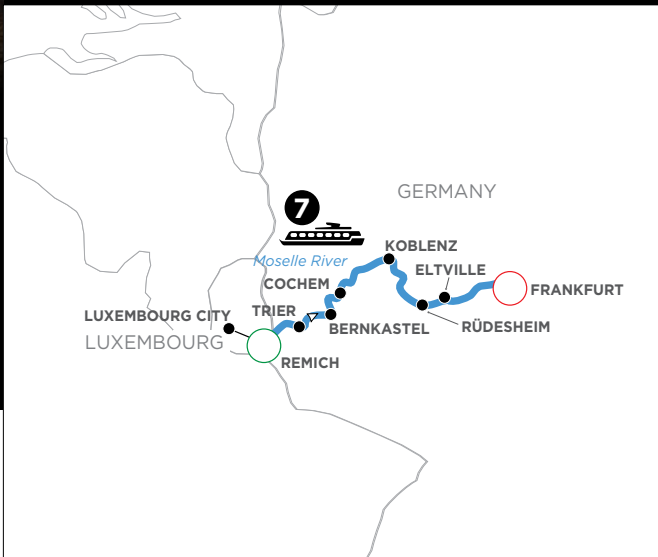 7
GERMANY
Moselle River
KOBLENZ
ELTVILLE
COCHEM
FRANKFURT
TRIER
LUXEMBOURG CITY
BERNKASTEL
RÜDESHEIM
LUXEMBOURG
REMICH